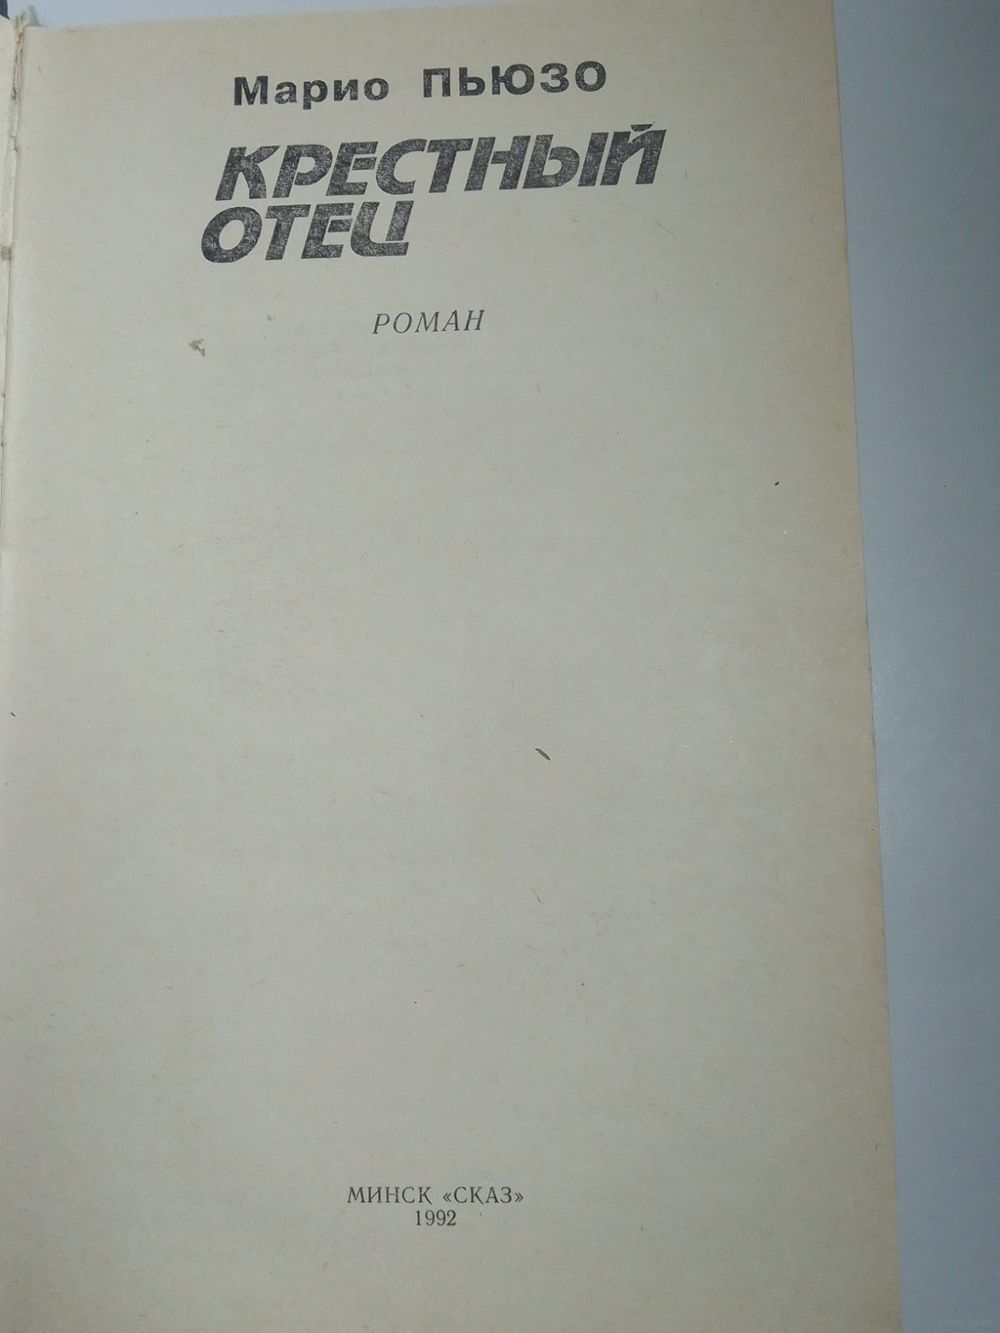 Марио ПЬЮЗО
КРЕСТНЫЙ
ОТЕЦ
РОМАН
МИНСК «СКАЗ»
1992